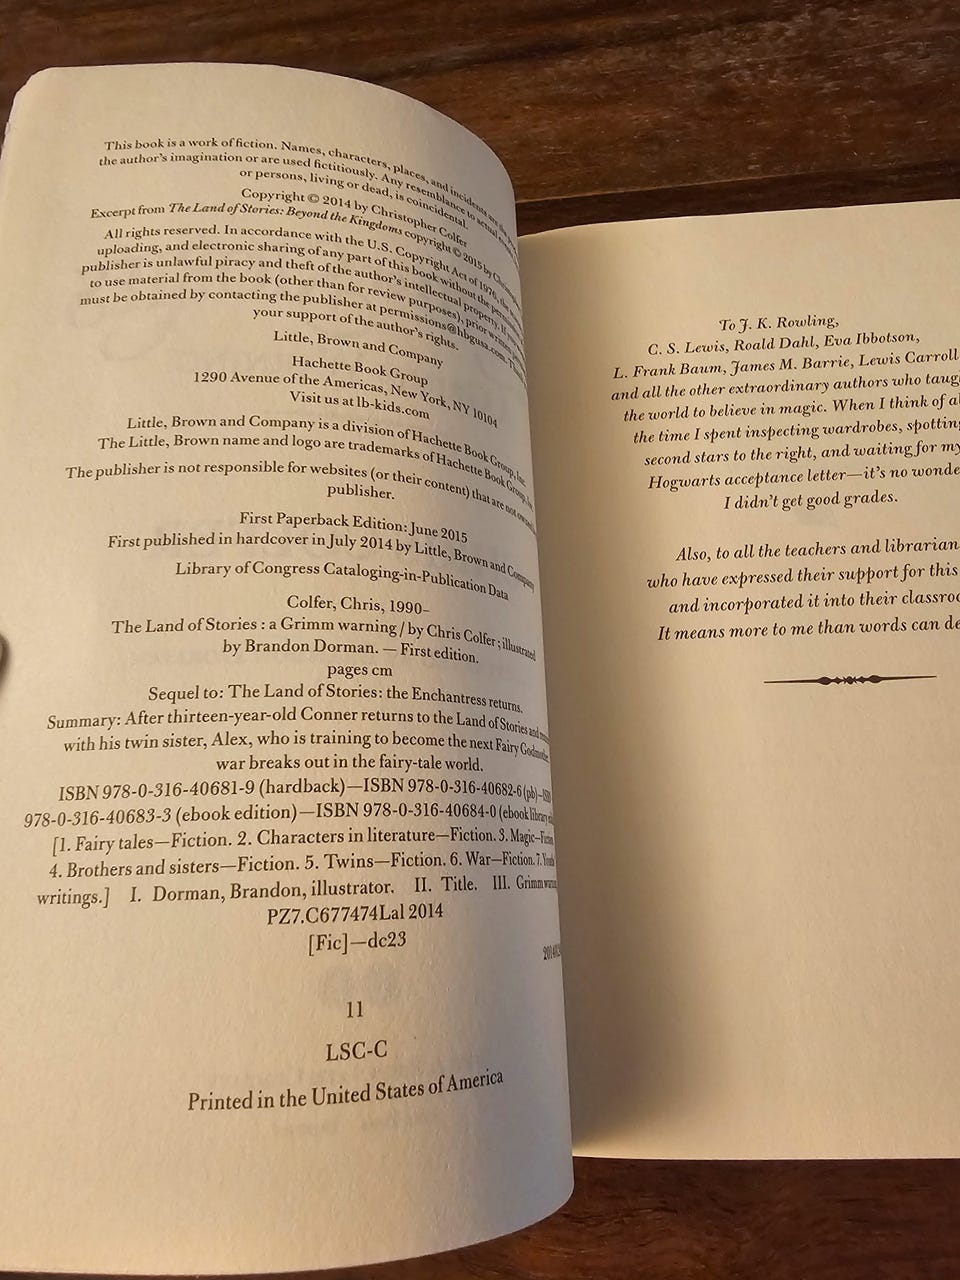 This book is a work of fiction. Names, characters, places, and incidents are the
the author's imagination or are used fictitiously. Any resemblance to actual
or persons, living or dead, is coincidental.
Copyright © 2014 by Christopher Colfer
Excerpt from The Land of Stories: Beyond the Kingdoms copyright © 2015 by
All rights reserved. In accordance with the U.S. Copyright Act of 1976, the
uploading, and electronic sharing of any part of this book without the
publisher is unlawful piracy and theft of the author's intellectual property. If
to use material from the book (other than for review purposes), prior written
must be obtained by contacting the publisher at permissions@hbgusa.com.
your support of the author's rights.
Little, Brown and Company
Hachette Book Group
1290 Avenue of the Americas, New York, NY 10104
Visit us at lb-kids.com
Little, Brown and Company is a division of Hachette Book Group, Inc.
The Little, Brown name and logo are trademarks of Hachette Book Group, Inc.
The publisher is not responsible for websites (or their content) that are not
publisher.
First Paperback Edition: June 2015
First published in hardcover in July 2014 by Little, Brown and Company
Library of Congress Cataloging-in-Publication Data
Colfer, Chris, 1990–
The Land of Stories : a Grimm warning / by Chris Colfer ; illustrated
by Brandon Dorman. — First edition.
pages cm
Sequel to: The Land of Stories: the Enchantress returns.
Summary: After thirteen-year-old Conner returns to the Land of Stories and
with his twin sister, Alex, who is training to become the next Fairy Godmother,
war breaks out in the fairy-tale world.
ISBN 978-0-316-40681-9 (hardback)—ISBN 978-0-316-40682-6 (pb)—ISBN
978-0-316-40683-3 (ebook edition)—ISBN 978-0-316-40684-0 (ebook library
[1. Fairy tales—Fiction. 2. Characters in literature—Fiction. 3. Magic—Fiction.
4. Brothers and sisters—Fiction. 5. Twins—Fiction. 6. War—Fiction. 7.
writings.] I. Dorman, Brandon, illustrator. II. Title. III. Grimm
PZ7.C677474Lal 2014
[Fic]—dc23
11
LSC-C
Printed in the United States of America
To J. K. Rowling,
C. S. Lewis, Roald Dahl, Eva Ibbotson,
L. Frank Baum, James M. Barrie, Lewis Carroll
and all the other extraordinary authors who taug
the world to believe in magic. When I think of al
the time I spent inspecting wardrobes, spotting
second stars to the right, and waiting for my
Hogwarts acceptance letter—it's no wonde
I didn't get good grades.
Also, to all the teachers and librarian
who have expressed their support for this
and incorporated it into their classroo
It means more to me than words can de